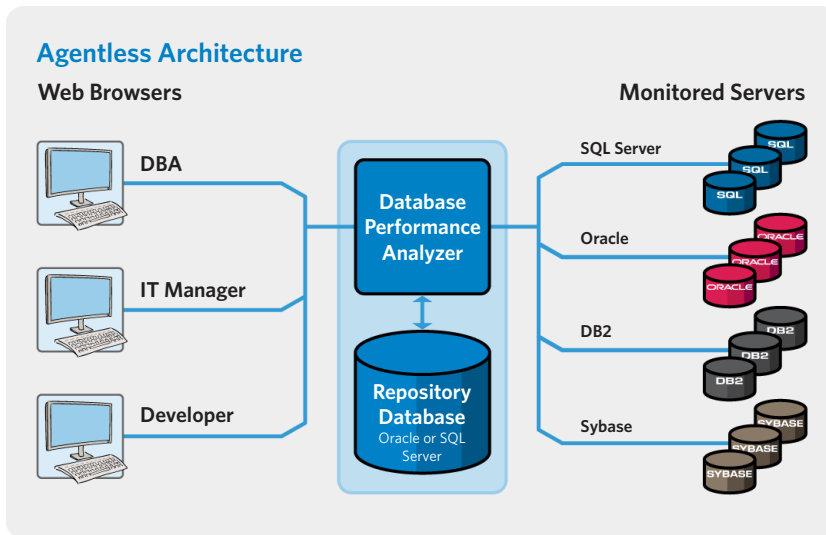 Agentless Architecture
Web Browsers
Monitored Servers
DBA
IT Manager
Developer
Database
Performance
Analyzer
Repository
Database
Oracle or SQL
Server
SQL Server
SQL
SQL
SQL
Oracle
ORACLE
ORACLE
ORACLE
DB2
DB2
DB2
DB2
Sybase
SYBASE
SYBASE
SYBASE